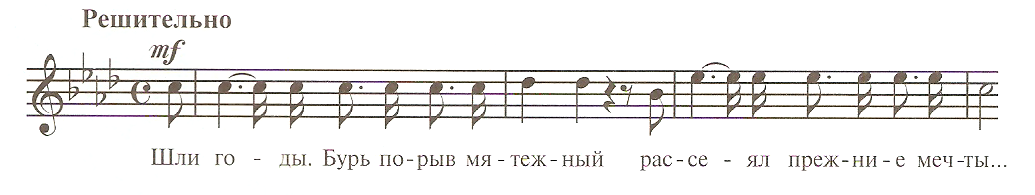 Решительно
mf
Шли го - ды. Бурь по-рыв мя-теж-ный рас-се - ял преж-ни-е меч-ты...